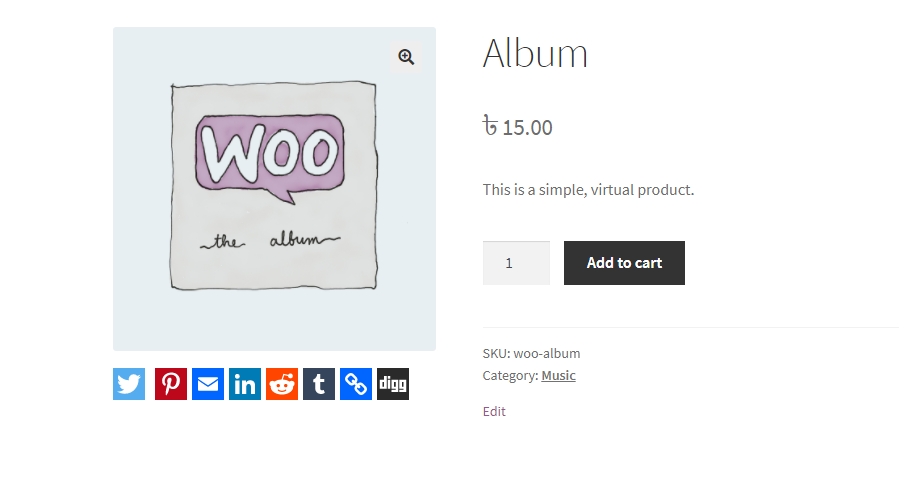 WOO
the album
in
t
digg
Album
৳ 15.00
This is a simple, virtual product.
1
Add to cart
SKU: woo-album
Category: Music
Edit